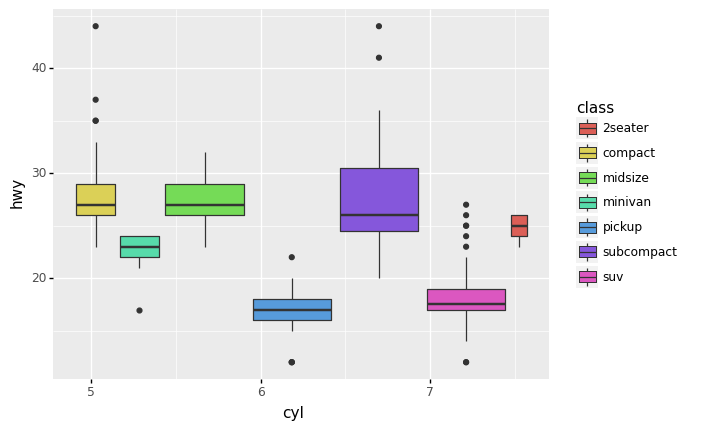 40
30
20
hwy
5 6 7
cyl
class
2seater
compact
midsize
minivan
pickup
subcompact
suv